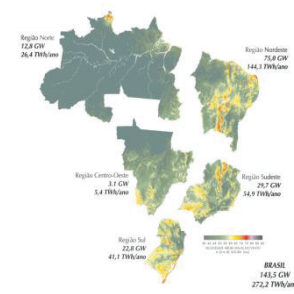 Região Norte
12,8 GW
26,4 TWh/ano
Região Nordeste
75,0 GW
144,3 TWh/ano
Região Centro-Oeste
3.1 GW
5,4 TWh/ano
Região Sudeste
29,7 GW
54,9 TWh/ano
Região Sul
22,8 GW
41,1 TWh/ano
BRASIL
143,5 GW
272,2 TWh/ano